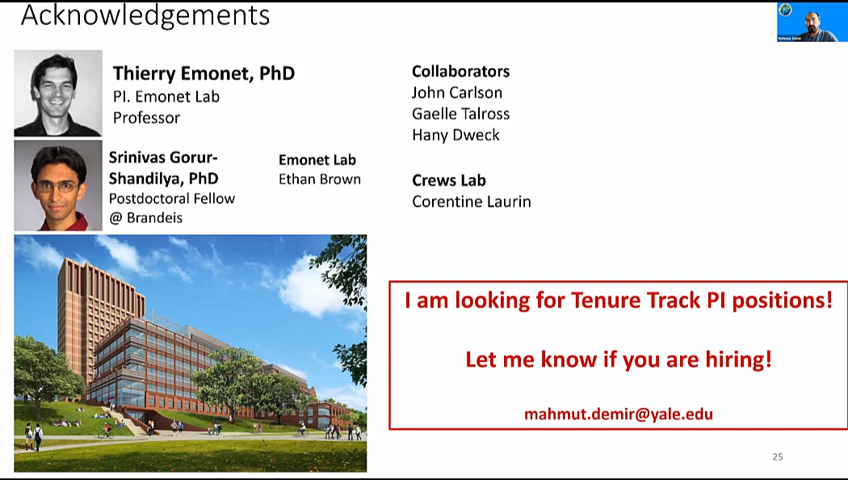 Acknowledgements
Thierry Emonet, PhD
PI. Emonet Lab
Professor
Srinivas Gorur-
Shandilya, PhD
Postdoctoral Fellow
@ Brandeis
Emonet Lab
Ethan Brown
Collaborators
John Carlson
Gaelle Talross
Hany Dweck
Crews Lab
Corentine Laurin
I am looking for Tenure Track PI positions!
Let me know if you are hiring!
mahmut.demir@yale.edu
25
Mahmut Demir